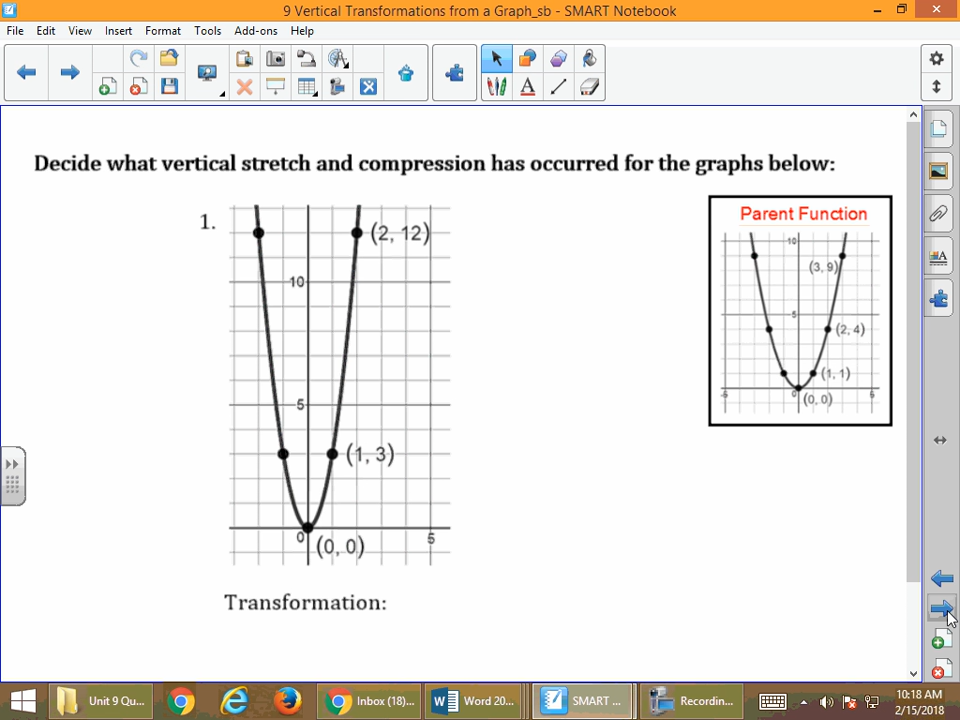 9 Vertical Transformations from a Graph_sb - SMART Notebook
File Edit View Insert Format Tools Add-ons Help
Decide what vertical stretch and compression has occurred for the graphs below:
1.
(2, 12)
10
5
(1, 3)
0
5
(0, 0)
Transformation:
Parent Function
10
(3, 9)
5
(2, 4)
(1, 1)
-5
0
5
(0, 0)
Unit 9 Qu...
Inbox (18)...
Word 20...
SMART ...
Recordin...
10:18 AM
2/15/2018